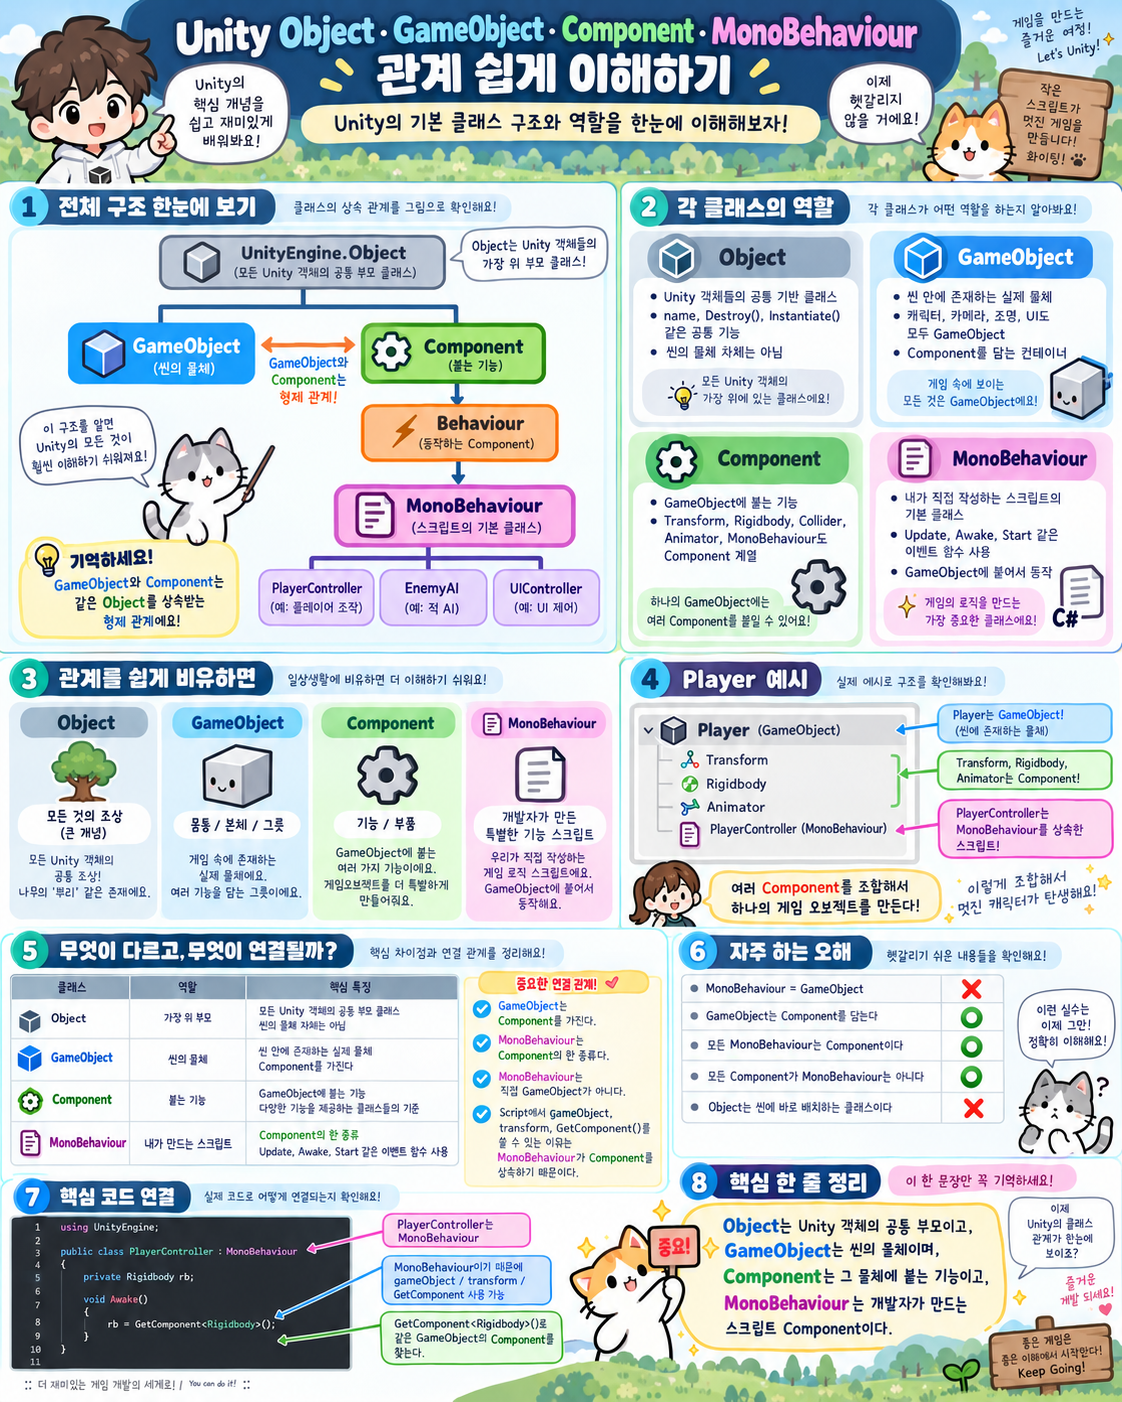 Unity Object · GameObject · Component · MonoBehaviour
관계 쉽게 이해하기
Unity의 기본 클래스 구조와 역할을 한눈에 이해해보자!
Unity의
핵심 개념을
쉽고 재미있게
배워봐요!
이제
헷갈리지
않을 거에요!
게임을 만드는
즐거운 여정!
Let's Unity!
작은
스크립트가
멋진 게임을
만듭니다!
화이팅!
1 전체 구조 한눈에 보기
클래스의 상속 관계를 그림으로 확인해요!
UnityEngine.Object
(모든 Unity 객체의 공통 부모 클래스)
Object는 Unity 객체들의
가장 위 부모 클래스!
GameObject
(씬의 물체)
GameObject와
Component는
형제 관계!
Component
(붙는 기능)
Behaviour
(동작하는 Component)
MonoBehaviour
(스크립트의 기본 클래스)
PlayerController
(예: 플레이어 조작)
EnemyAI
(예: 적 AI)
UIController
(예: UI 제어)
이 구조를 알면
Unity의 모든 것이
훨씬 이해하기 쉬워져요!
기억하세요!
GameObject와 Component는
같은 Object를 상속받는
형제 관계에요!
2 각 클래스의 역할
각 클래스가 어떤 역할을 하는지 알아봐요!
Object
• Unity 객체들의 공통 기반 클래스
• name, Destroy(), Instantiate()
같은 공통 기능
• 씬의 물체 차체는 아님
모든 Unity 객체의
가장 위에 있는 클래스에요!
GameObject
• 씬 안에 존재하는 실제 물체
• 캐릭터, 카메라, 조명, UI도
모두 GameObject
• Component를 담는 컨테이너
게임 속에 보이는
모든 것은 GameObject에요!
Component
• GameObject에 붙는 기능
• Transform, Rigidbody, Collider,
Animator, MonoBehaviour도
Component 계열
하나의 GameObject에는
여러 Component를 붙일 수 있어요!
MonoBehaviour
• 내가 직접 작성하는 스크립트의
기본 클래스
• Update, Awake, Start 같은
이벤트 함수 사용
• GameObject에 붙어서 동작
게임의 로직을 만드는
가장 중요한 클래스에요!
C#
3 관계를 쉽게 비유하면
일상생활에 비유하면 더 이해하기 쉬워요!
Object
모든 것의 조상
(큰 개념)
모든 Unity 객체의
공통 조상!
나무의 '뿌리' 같은 존재에요.
GameObject
몸통 / 본체 / 그릇
게임 속에 존재하는
실제 물체에요.
여러 기능을 담는 그릇이에요.
Component
기능 / 부품
GameObject에 붙는
여러 가지 기능이에요.
게임오브젝트를 더 특별하게
만들어줘요.
MonoBehaviour
개발자가 만든
특별한 기능 스크립트
우리가 직접 작성하는
게임 로직 스크립트에요.
GameObject에 붙어서
동작해요.
4 Player 예시
실제 예시로 구조를 확인해봐요!
Player (GameObject)
Transform
Rigidbody
Animator
PlayerController (MonoBehaviour)
Player는 GameObject!
(씬에 존재하는 물체)
Transform, Rigidbody,
Animator는 Component!
PlayerController는
MonoBehaviour를 상속한
스크립트!
여러 Component를 조합해서
하나의 게임 오브젝트를 만든다!
이렇게 조합해서
멋진 캐릭터가 탄생해요!
5 무엇이 다르고, 무엇이 연결될까?
핵심 차이점과 연결 관계를 정리해요!
클래스 역할 핵심 특징
Object 가장 위 부모 모든 Unity 객체의 공통 부모 클래스
씬의 물체 자체는 아님
GameObject 씬의 물체 씬 안에 존재하는 실제 물체
Component를 가진다
Component 붙는 기능 GameObject에 붙는 기능
다양한 기능을 제공하는 클래스들의 기준
MonoBehaviour 내가 만드는 스크립트 Component의 한 종류
Update, Awake, Start 같은 이벤트 함수 사용
중요한 연결 관계!
GameObject는
Component를 가진다.
MonoBehaviour는
Component의 한 종류다.
MonoBehaviour는
직접 GameObject가 아니다.
Script에서 gameObject,
transform, GetComponent()를
쓸 수 있는 이유는
MonoBehaviour가 Component를
상속하기 때문이다.
6 자주 하는 오해
헷갈리기 쉬운 내용들을 확인해요!
• MonoBehaviour = GameObject
• GameObject는 Component를 담는다
• 모든 MonoBehaviour는 Component이다
• 모든 Component가 MonoBehaviour는 아니다
• Object는 씬에 바로 배치하는 클래스이다
이런 실수는
이제 그만!
정확히 이해해요!
?
7 핵심 코드 연결
실제 코드로 어떻게 연결되는지 확인해요!
1 using UnityEngine;
2
3 public class PlayerController : MonoBehaviour
4 {
5 private Rigidbody rb;
6
7 void Awake()
7 {
8 rb = GetComponent<Rigidbody>();
9 }
10 }
11
PlayerController는
MonoBehaviour
MonoBehaviour이기 때문에
gameObject / transform /
GetComponent 사용 가능
GetComponent<Rigidbody>()로
같은 GameObject의 Component를
찾는다.
더 재미있는 게임 개발의 세계로! / You can do it!
8 핵심 한 줄 정리
이 한 문장만 꼭 기억하세요!
중요!
Object는 Unity 객체의 공통 부모이고,
GameObject는 씬의 물체이며,
Component는 그 물체에 붙는 기능이고,
MonoBehaviour는 개발자가 만드는
스크립트 Component이다.
이제
Unity의 클래스
관계가 한눈에
보이죠?
즐거운
개발 되세요!
좋은 게임은
좋은 이해에서 시작한다!
Keep Going!